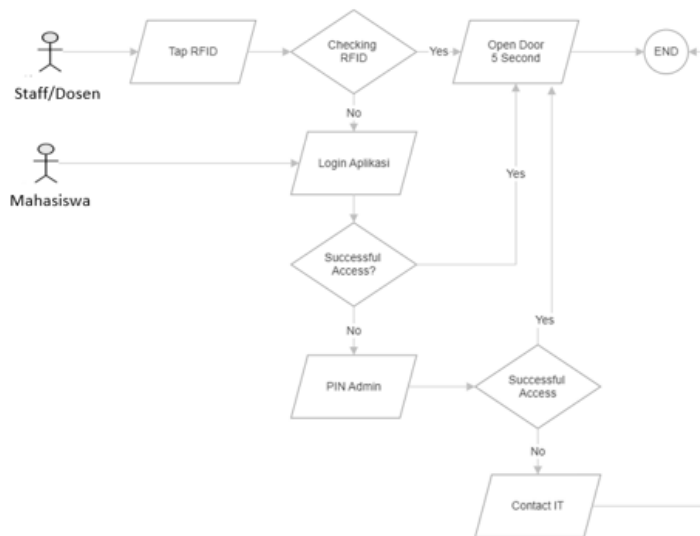 Tap RFID
Checking
RFID
Yes
Open Door
5 Second
END
Staff/Dosen
No
Login Aplikasi
Mahasiswa
Yes
Successful
Access?
No
Yes
PIN Admin
Successful
Access
No
Contact IT